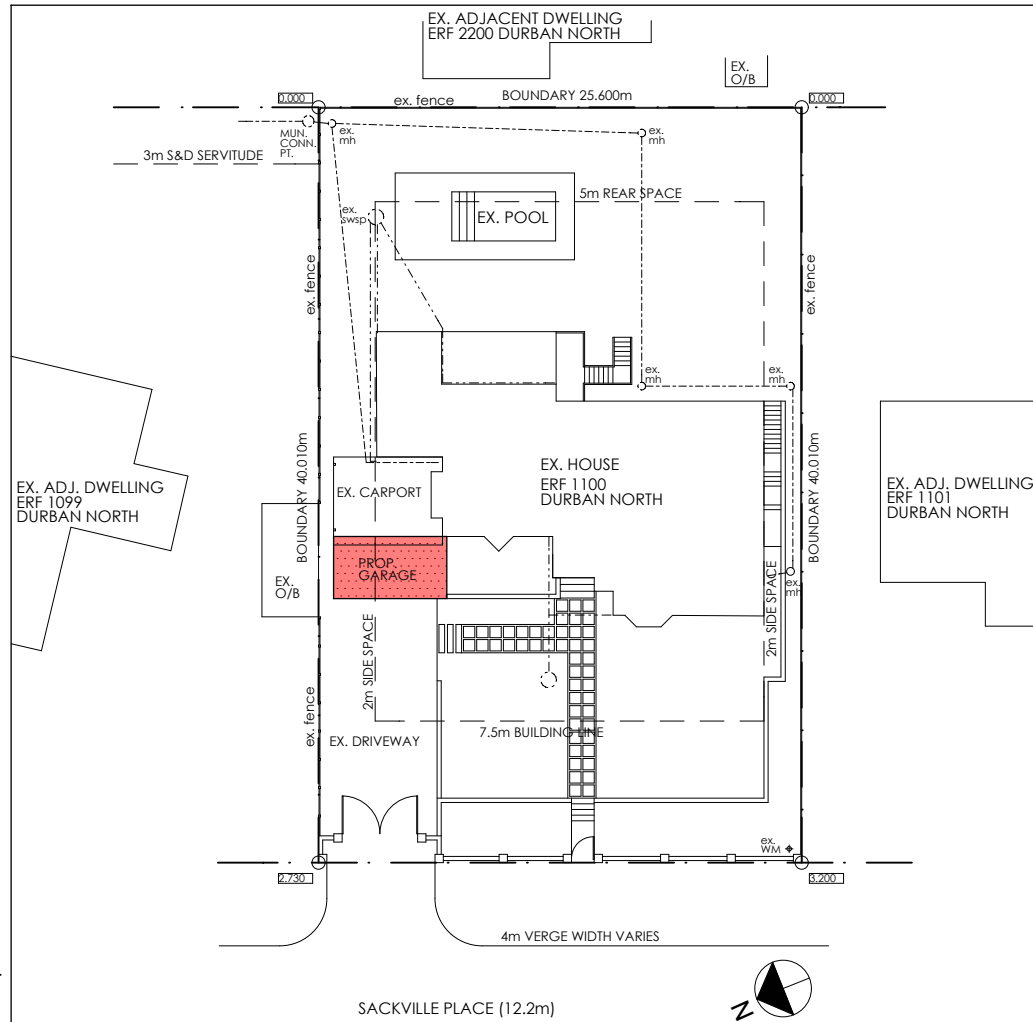 EX. ADJACENT DWELLING
ERF 2200 DURBAN NORTH
EX.
O/B
0.000
ex. fence
BOUNDARY 25.600m
0.000
MUN.
CONN.
PT.
ex.
mh
ex.
mh
3m S&D SERVITUDE
5m REAR SPACE
ex.
swsp
EX. POOL
ex. fence
ex. fence
ex.
mh
ex.
mh
BOUNDARY 40.010m
BOUNDARY 40.010m
EX. ADJ. DWELLING
ERF 1099
DURBAN NORTH
EX. CARPORT
EX. HOUSE
ERF 1100
DURBAN NORTH
EX. ADJ. DWELLING
ERF 1101
DURBAN NORTH
PROP.
GARAGE
EX.
O/B
ex.
mh
2m SIDE SPACE
2m SIDE SPACE
ex. fence
EX. DRIVEWAY
7.5m BUILDING LINE
ex.
WM
2.730
3.200
4m VERGE WIDTH VARIES
SACKVILLE PLACE (12.2m)
N